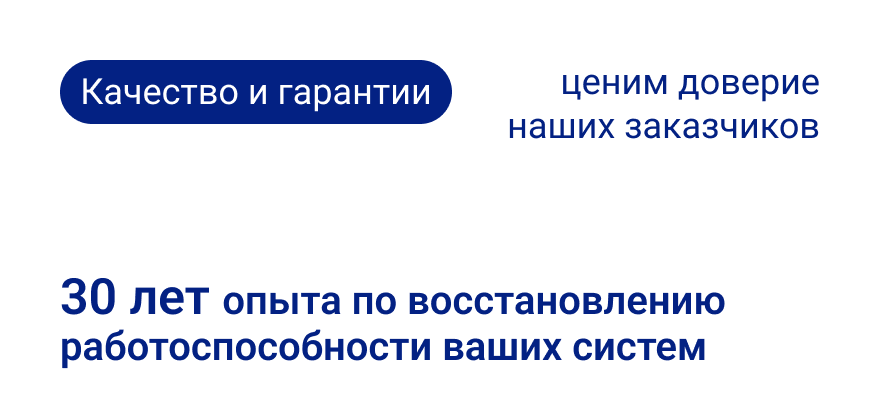 Качество и гарантии
ценим доверие
наших заказчиков
30 лет опыта по восстановлению
работоспособности ваших систем